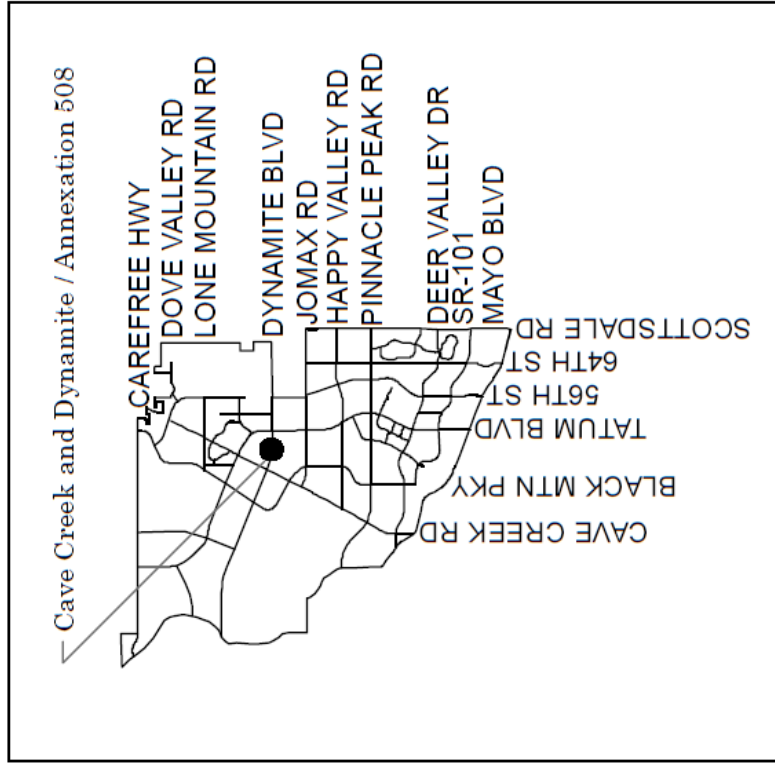 Cave Creek and Dynamite / Annexation 508
CAREFREE HWY
DOVE VALLEY RD
LONE MOUNTAIN RD
DYNAMITE BLVD
JOMAX RD
HAPPY VALLEY RD
PINNACLE PEAK RD
DEER VALLEY DR
SR-101
MAYO BLVD
SCOTTSDALE RD
64TH ST
56TH ST
TATUM BLVD
BLACK MTN PKY
CAVE CREEK RD